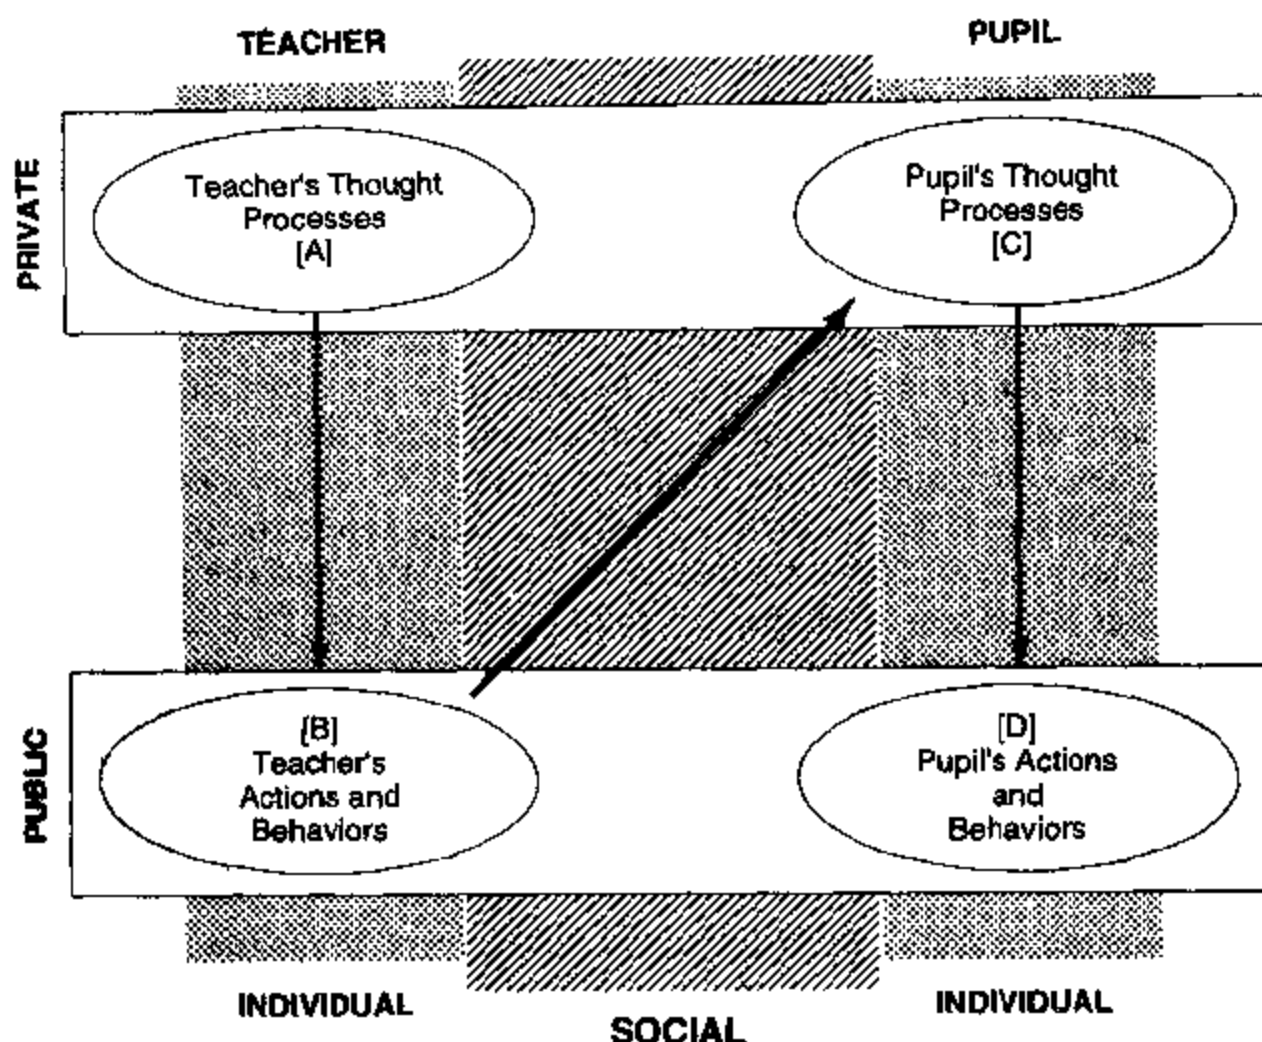 TEACHER
PUPIL
PRIVATE
Teacher's Thought
Processes
[A]
Pupil's Thought
Processes
[C]
PUBLIC
[B]
Teacher's
Actions and
Behaviors
[D]
Pupil's Actions
and
Behaviors
INDIVIDUAL
SOCIAL
INDIVIDUAL